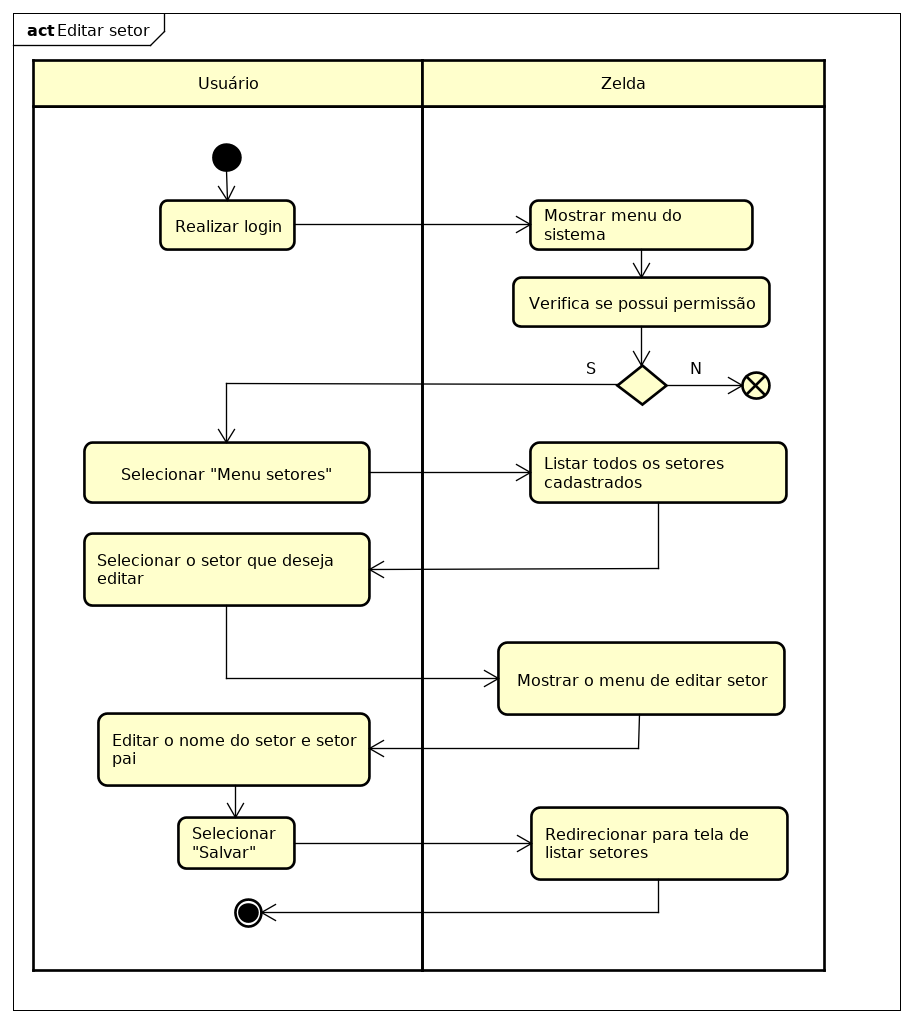 act Editar setor
Usuário
Zelda
Realizar login
Mostrar menu do
sistema
Verifica se possui permissão
S
N
Selecionar "Menu setores"
Listar todos os setores
cadastrados
Selecionar o setor que deseja
editar
Mostrar o menu de editar setor
Editar o nome do setor e setor
pai
Selecionar
"Salvar"
Redirecionar para tela de
listar setores